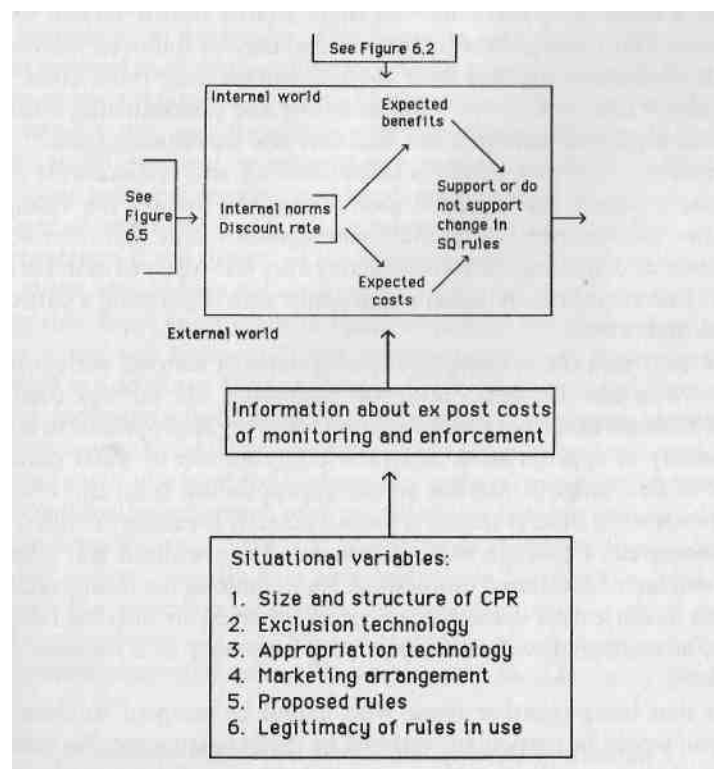 See Figure 6.2
Internal world
Expected
benefits
See
Figure
6.5
Internal norms
Discount rate
Support or do
not support
change in
SQ rules
Expected
costs
External world
Information about ex post costs
of monitoring and enforcement
Situational variables:
1. Size and structure of CPR
2. Exclusion technology
3. Appropriation technology
4. Marketing arrangement
5. Proposed rules
6. Legitimacy of rules in use